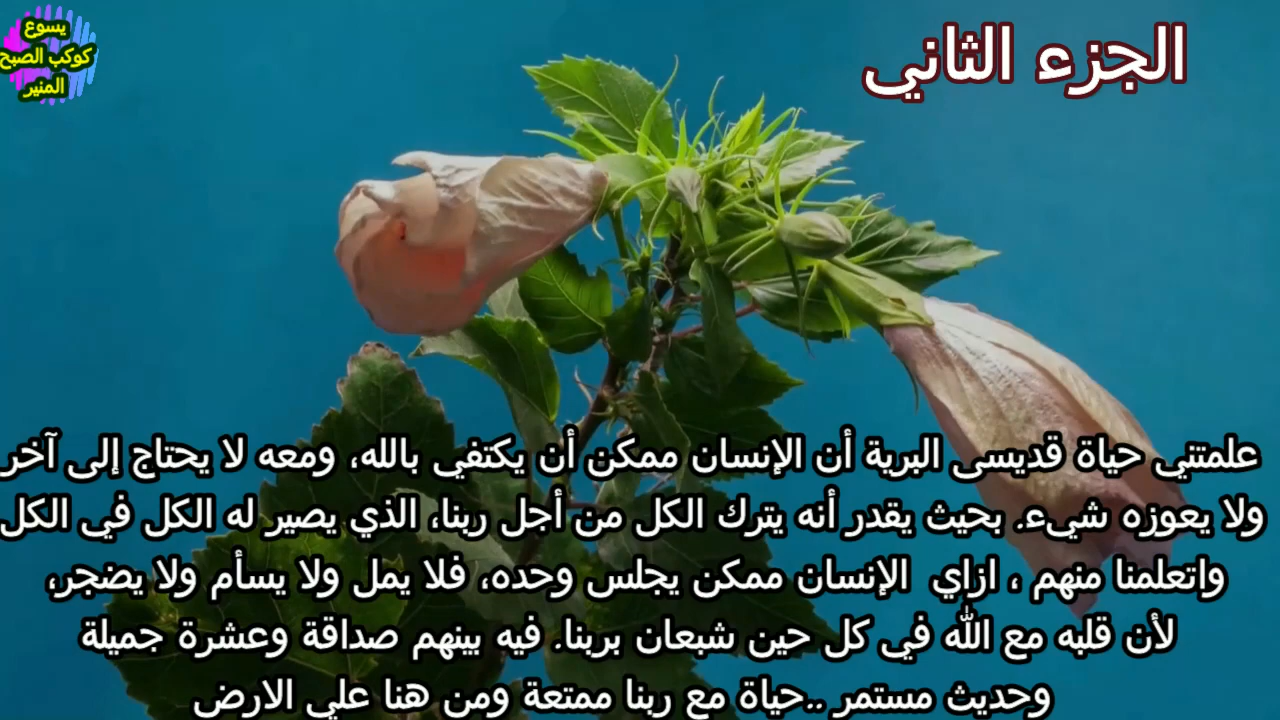 يسوع
كوكب الصبح
المنير
الجزء الثاني
علمتني حياة قديسى البرية أن الإنسان ممكن أن يكتفي بالله، ومعه لا يحتاج إلى آخر
ولا يعوزه شيء. بحيث يقدر أنه يترك الكل من أجل ربنا، الذي يصير له الكل في الكل
واتعلمنا منهم ، ازاي الإنسان ممكن يجلس وحده، فلا يمل ولا يسأم ولا يضجر،
لأن قلبه مع الله في كل حين شبعان بربنا. فيه بينهم صداقة وعشرة جميلة
وحديث مستمر ..حياة مع ربنا ممتعة ومن هنا علي الارض